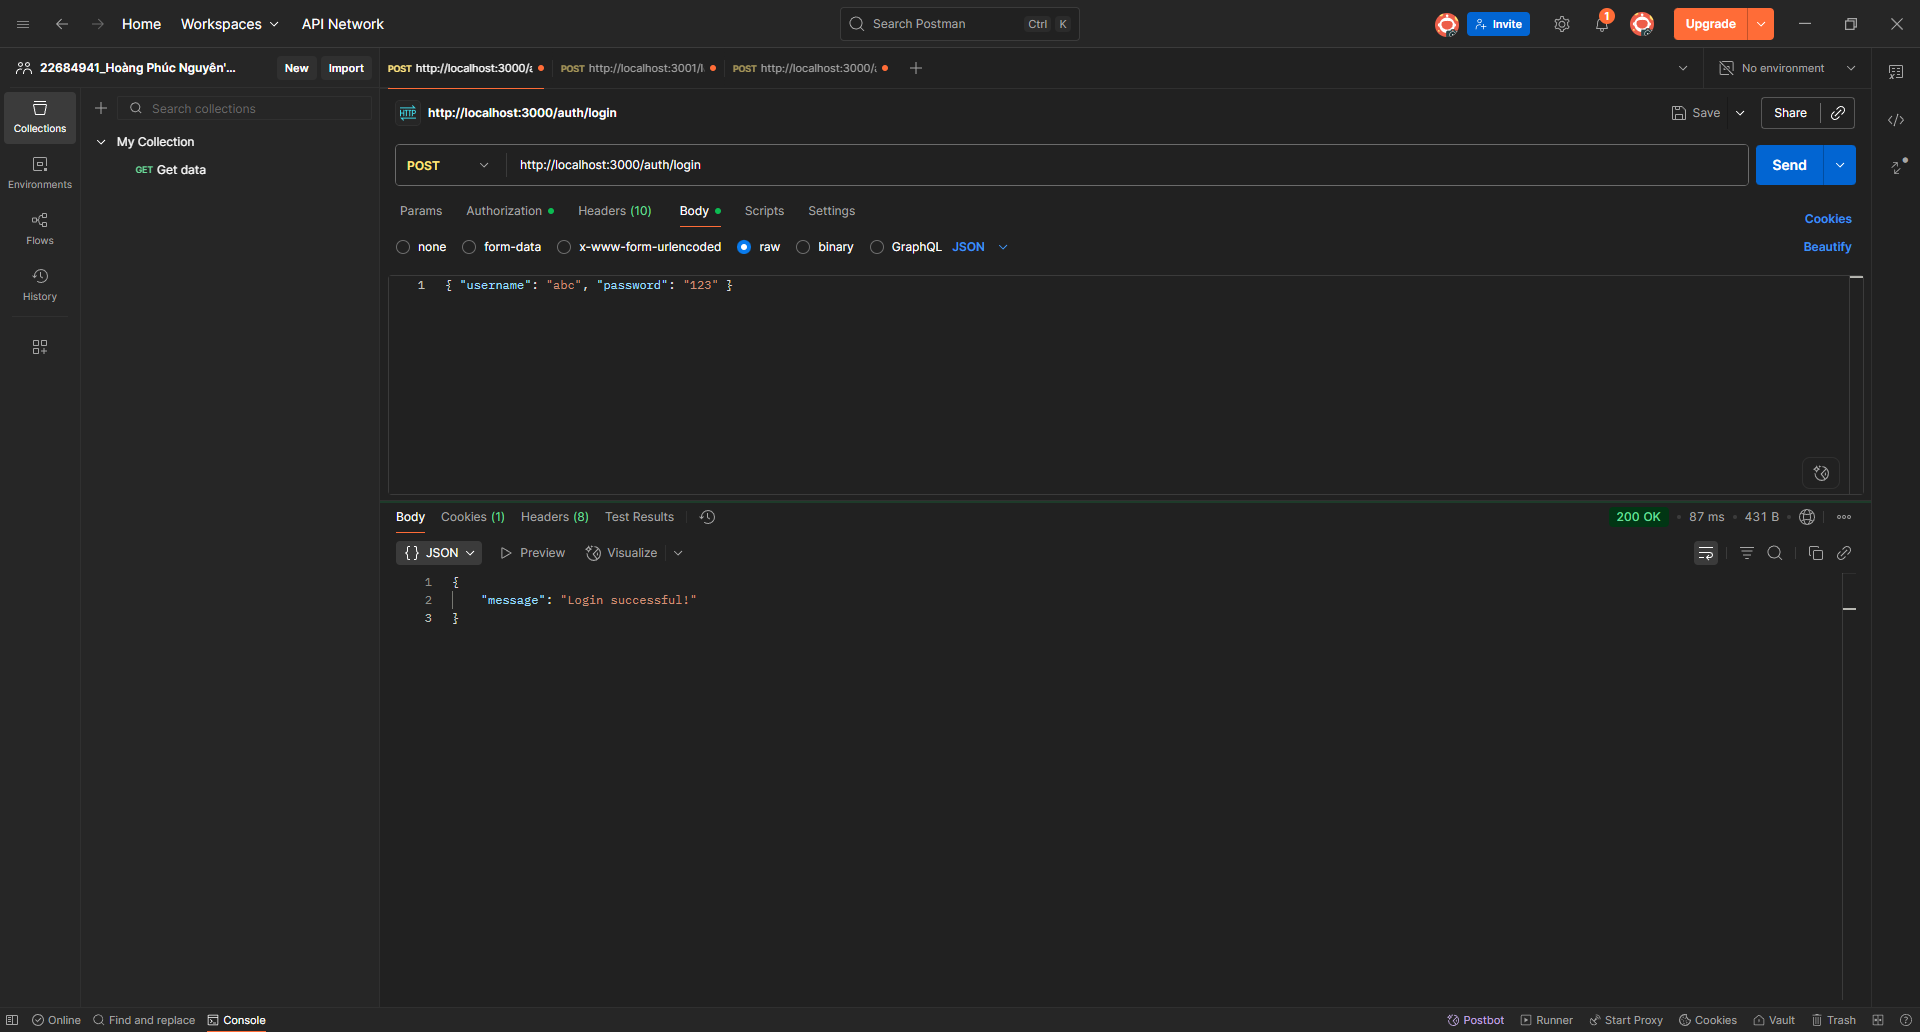 Home Workspaces API Network Search Postman Ctrl K Invite 1 Upgrade
22684941_Hoàng Phúc Nguyên'... New Import POST http://localhost:3000/a POST http://localhost:3001/l POST http://localhost:3000/a No environment
Collections
Environments
Flows
History
Search collections
My Collection
GET Get data
HTTP http://localhost:3000/auth/login Save Share
POST http://localhost:3000/auth/login Send
Params Authorization Headers (10) Body Scripts Settings Cookies
none form-data x-www-form-urlencoded raw binary GraphQL JSON Beautify
1 { "username": "abc", "password": "123" }
Body Cookies (1) Headers (8) Test Results 200 OK • 87 ms • 431 B •
{} JSON Preview Visualize
1 {
2 "message": "Login successful!"
3 }
Online Find and replace Console Postbot Runner Start Proxy Cookies Vault Trash